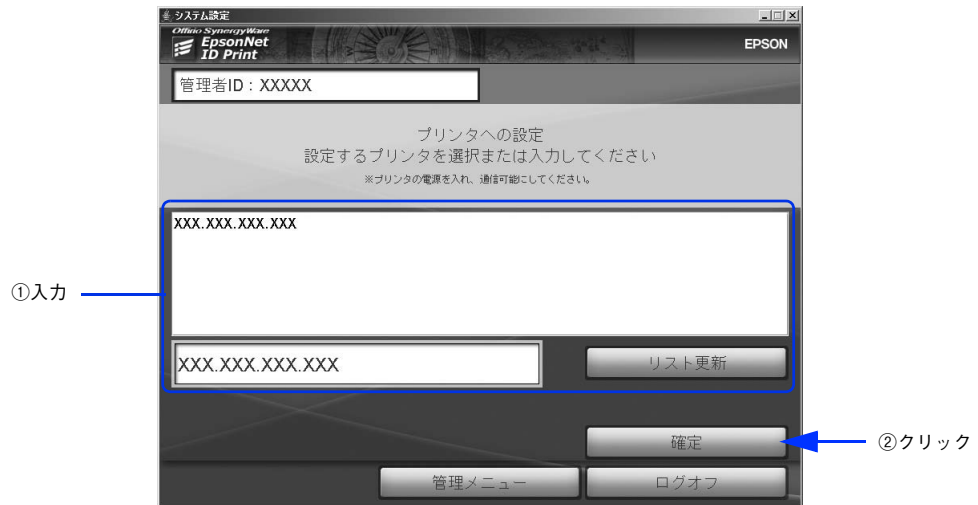 システム設定
Offirio SynergyWare
EpsonNet
ID Print
EPSON
管理者ID：XXXXX
プリンタへの設定
設定するプリンタを選択または入力してください
※プリンタの電源を入れ、通信可能にしてください。
XXX.XXX.XXX.XXX
①入力
XXX.XXX.XXX.XXX
リスト更新
確定
②クリック
管理メニュー
ログオフ